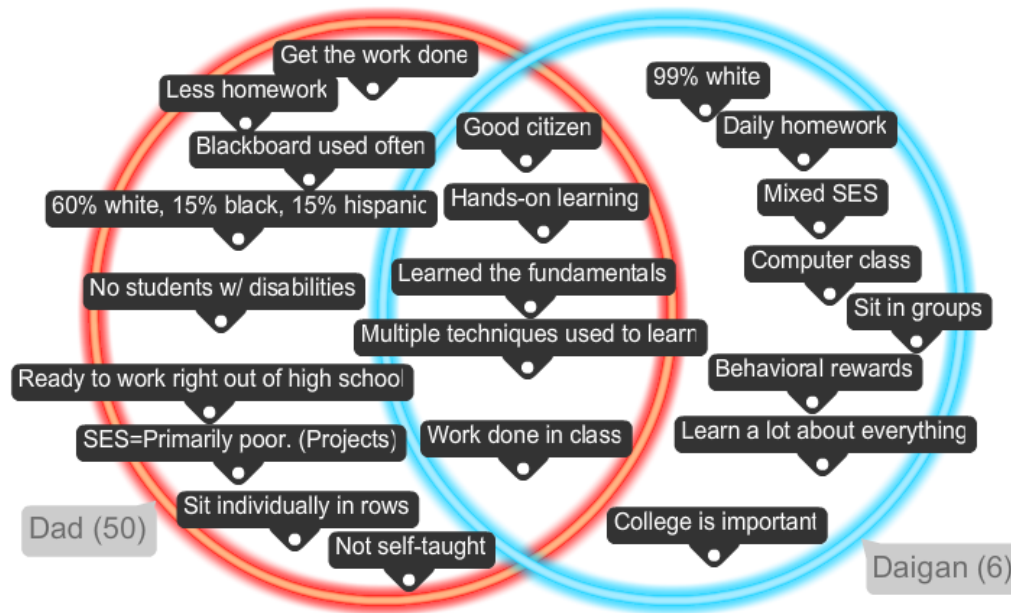 Get the work done
Less homework
Blackboard used often
60% white, 15% black, 15% hispanic
No students w/ disabilities
Ready to work right out of high school
SES=Primarily poor. (Projects)
Sit individually in rows
Not self-taught
Dad (50)
Good citizen
Hands-on learning
Learned the fundamentals
Multiple techniques used to learn
Work done in class
99% white
Daily homework
Mixed SES
Computer class
Sit in groups
Behavioral rewards
Learn a lot about everything
College is important
Daigan (6)